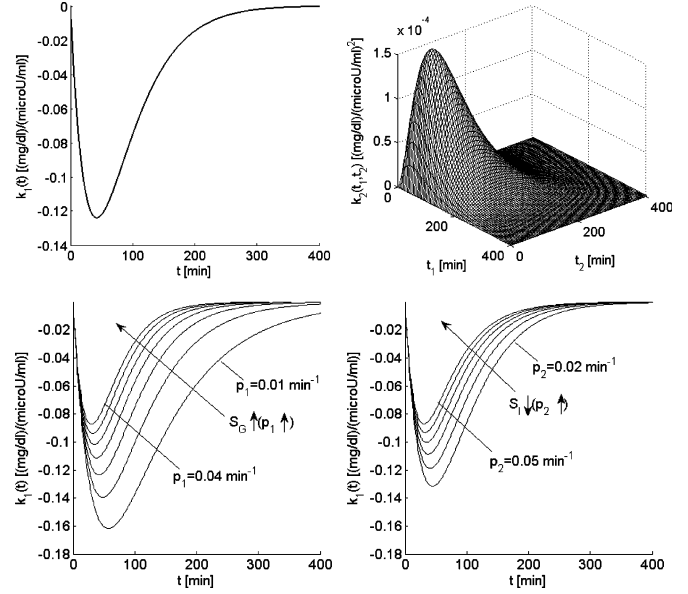 0
-0.02
-0.04
-0.06
-0.08
-0.1
-0.12
-0.14
0 100 200 300 400
t [min]
k1(t) [(mg/dl)/(microU/ml)]
x 10-4
1.5
1
0.5
0
k2(t1,t2) [(mg/dl)/(microU/ml)2]
0
200
400
t1 [min]
0
200
400
t2 [min]
-0.02
-0.04
-0.06
-0.08
-0.1
-0.12
-0.14
-0.16
-0.18
0 100 200 300 400
t [min]
k1(t) [(mg/dl)/(microU/ml)]
p1=0.01 min-1
SG ↑(p1 ↑)
p1=0.04 min-1
-0.02
-0.04
-0.06
-0.08
-0.1
-0.12
-0.14
-0.16
-0.18
0 100 200 300 400
t [min]
k1(t) [(mg/dl)/(microU/ml)]
p2=0.02 min-1
SI ↓(p2 ↑)
p2=0.05 min-1